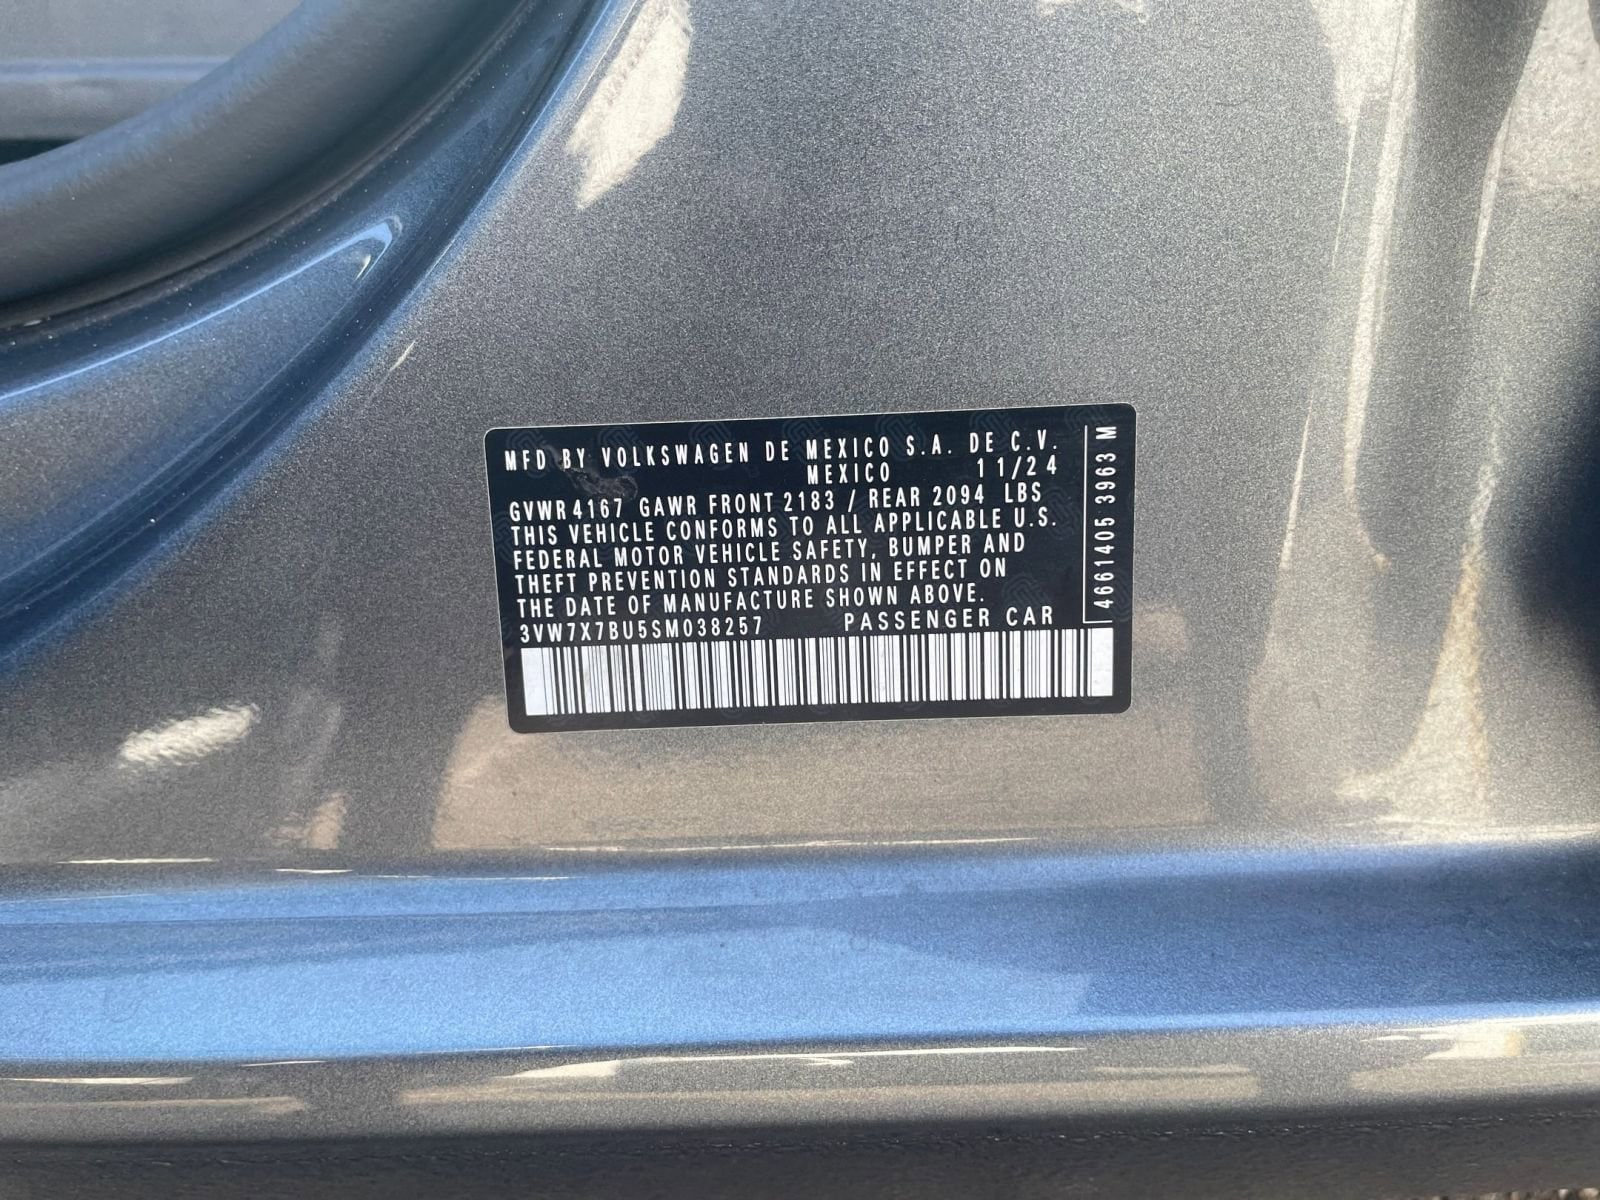 MFD BY VOLKSWAGEN DE MEXICO S.A. DE C.V.
MEXICO 11/24
GVWR 4167 GAWR FRONT 2183 / REAR 2094 LBS
THIS VEHICLE CONFORMS TO ALL APPLICABLE U.S.
FEDERAL MOTOR VEHICLE SAFETY, BUMPER AND
THEFT PREVENTION STANDARDS IN EFFECT ON
THE DATE OF MANUFACTURE SHOWN ABOVE.
3VW7X7BU5SM038257 PASSENGER CAR
4661405 3963 M